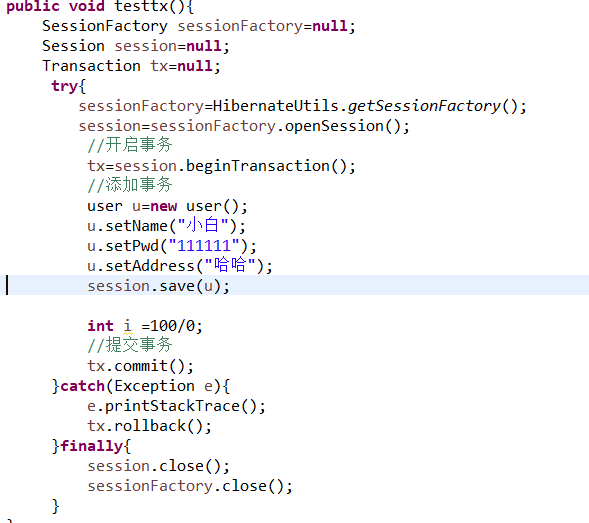 public void testtx(){
SessionFactory sessionFactory=null;
Session session=null;
Transaction tx=null;
try{
sessionFactory=HibernateUtils.getSessionFactory();
session=sessionFactory.openSession();
//开启事务
tx=session.beginTransaction();
//添加事务
user u=new user();
u.setName("小白");
u.setPwd("111111");
u.setAddress("哈哈");
session.save(u);
int i =100/0;
//提交事务
tx.commit();
}catch(Exception e){
e.printStackTrace();
tx.rollback();
}finally{
session.close();
sessionFactory.close();
}